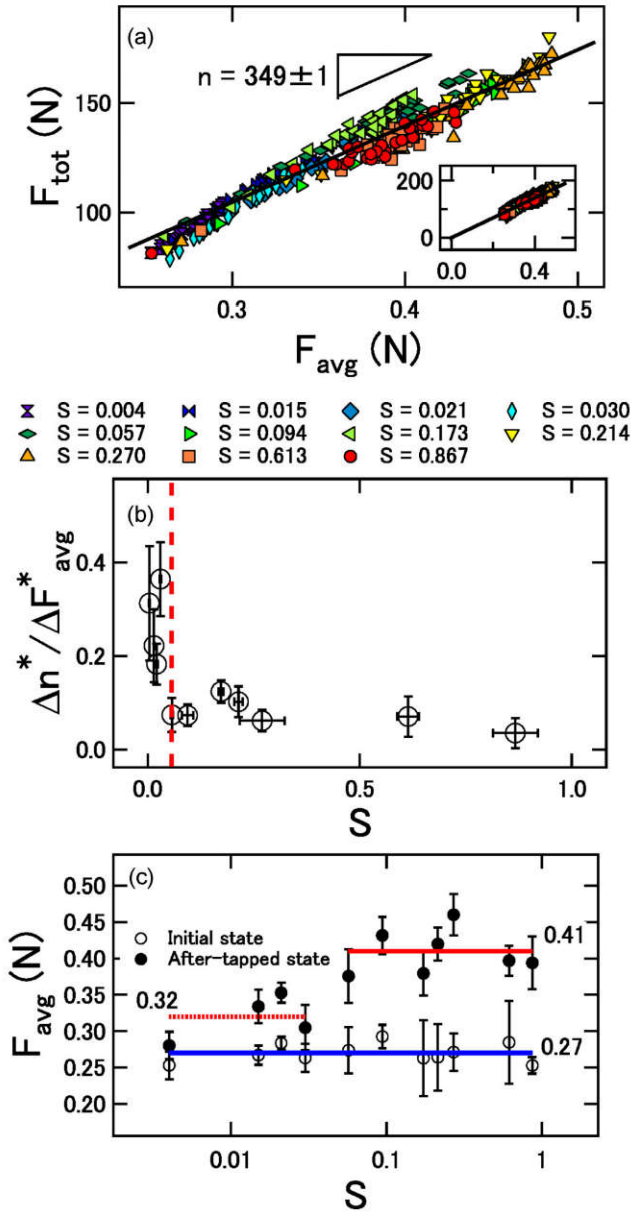 (a)
n = 349±1
F_tot (N)
150
100
200
0
0.0
0.4
0.3
0.4
0.5
F_avg (N)
S = 0.004
S = 0.015
S = 0.021
S = 0.030
S = 0.057
S = 0.094
S = 0.173
S = 0.214
S = 0.270
S = 0.613
S = 0.867
(b)
Δn* / ΔF*_avg
0.4
0.2
0.0
0.0
0.5
1.0
S
(c)
F_avg (N)
0.50
0.45
0.40
0.35
0.30
0.25
0.20
Initial state
After-tapped state
0.32
0.41
0.27
0.01
0.1
1
S